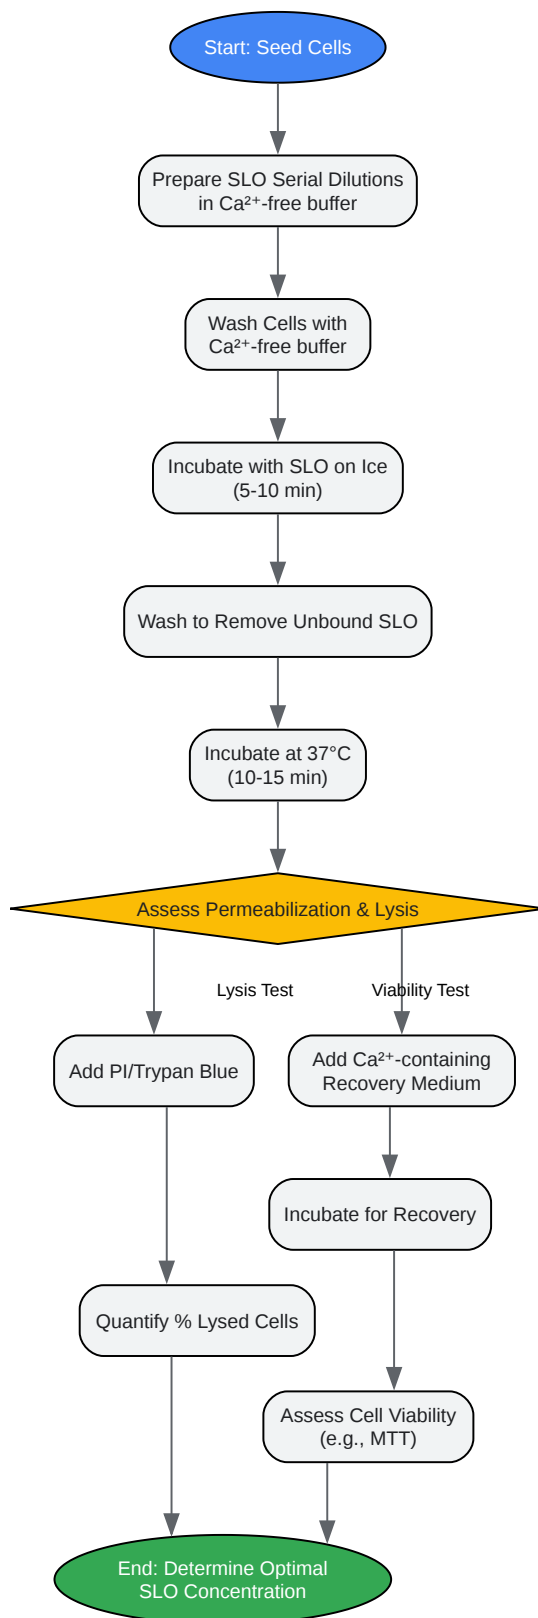 Start: Seed Cells
Prepare SLO Serial Dilutions
in Ca²⁺-free buffer
Wash Cells with
Ca²⁺-free buffer
Incubate with SLO on Ice
(5-10 min)
Wash to Remove Unbound SLO
Incubate at 37°C
(10-15 min)
Assess Permeabilization & Lysis
Lysis Test
Viability Test
Add PI/Trypan Blue
Add Ca²⁺-containing
Recovery Medium
Incubate for Recovery
Quantify % Lysed Cells
Assess Cell Viability
(e.g., MTT)
End: Determine Optimal
SLO Concentration